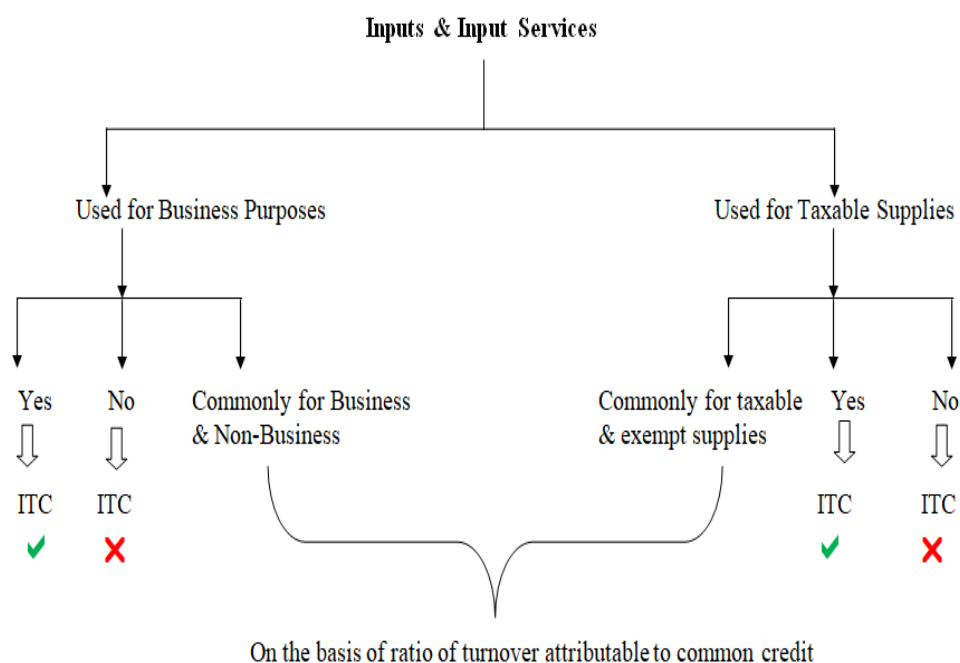 Inputs & Input Services
Used for Business Purposes
Used for Taxable Supplies
Yes
No
Commonly for Business
& Non-Business
Commonly for taxable
& exempt supplies
Yes
No
ITC
ITC
ITC
ITC
On the basis of ratio of turnover attributable to common credit